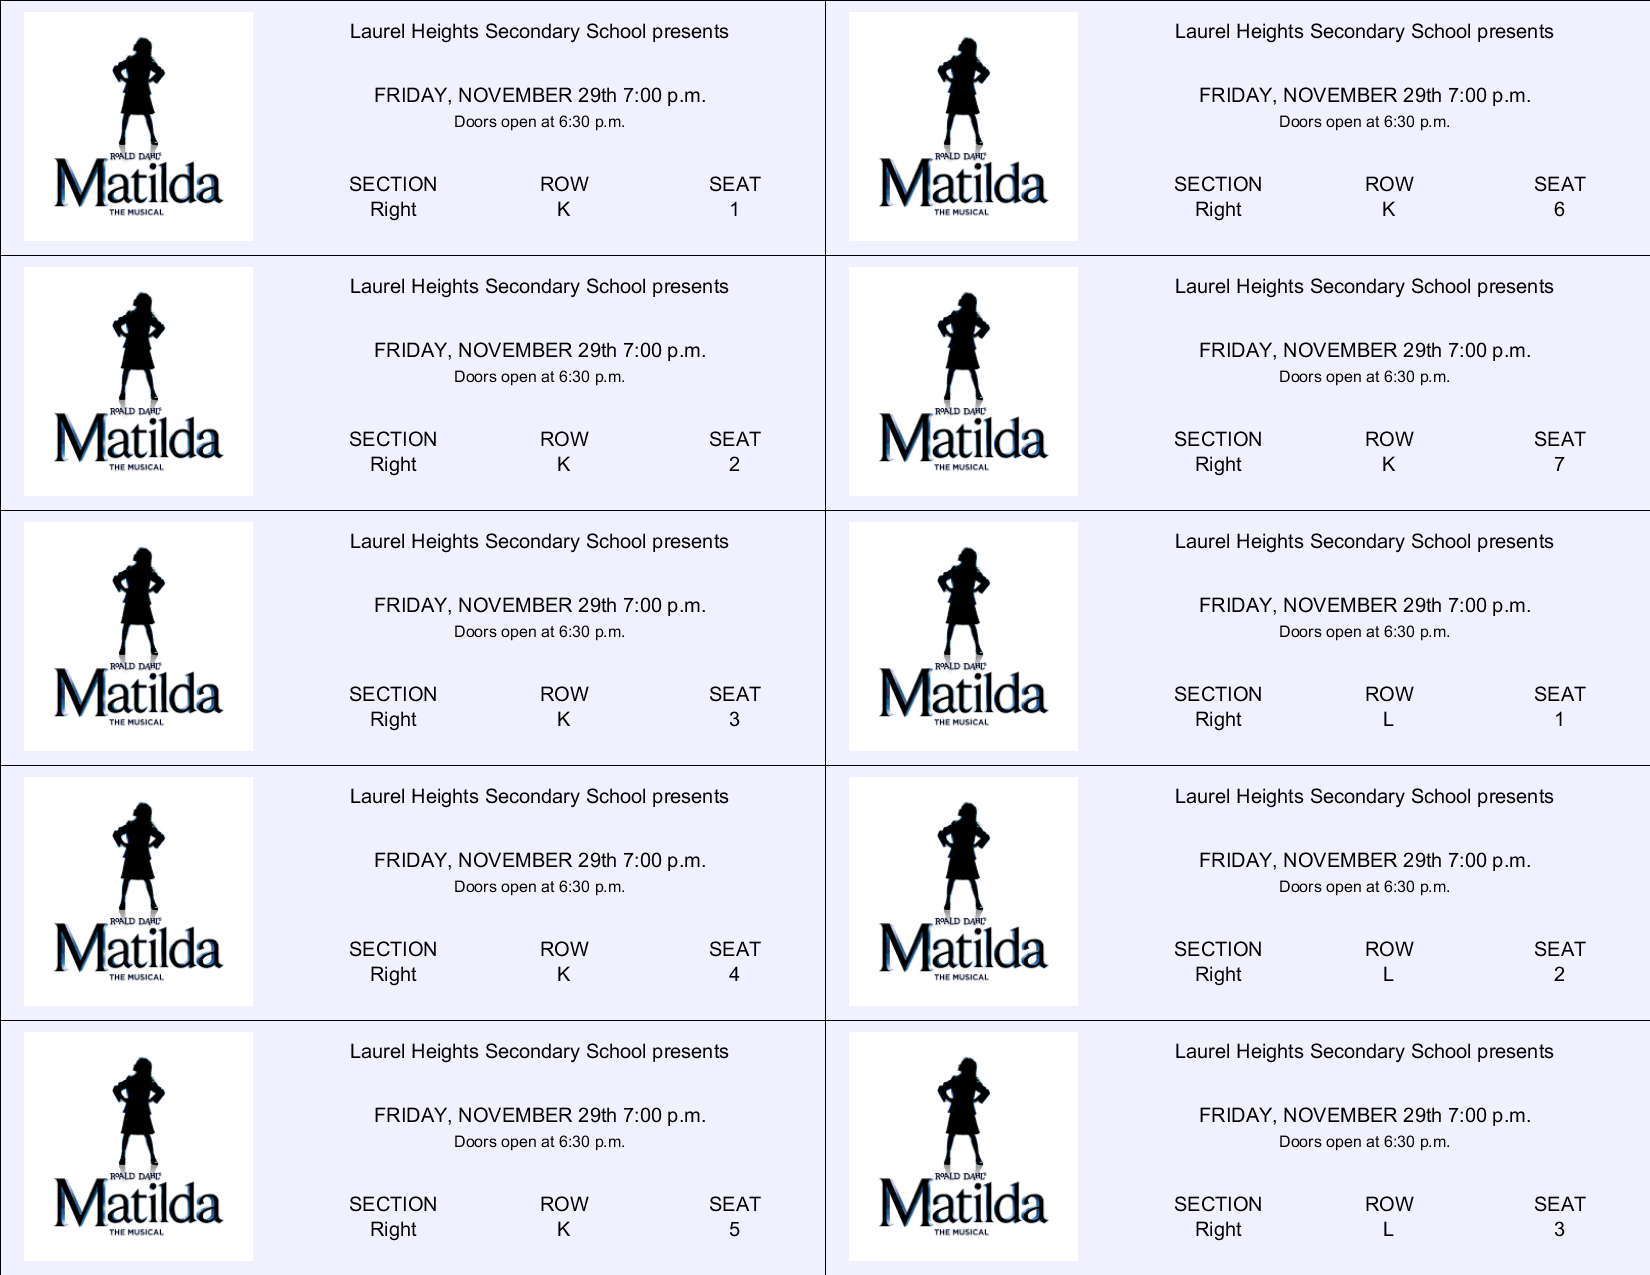 Laurel Heights Secondary School presents
FRIDAY, NOVEMBER 29th 7:00 p.m.
Doors open at 6:30 p.m.
ROALD DAHL'S
Matilda
THE MUSICAL
SECTION ROW SEAT
Right K 1
Laurel Heights Secondary School presents
FRIDAY, NOVEMBER 29th 7:00 p.m.
Doors open at 6:30 p.m.
ROALD DAHL'S
Matilda
THE MUSICAL
SECTION ROW SEAT
Right K 6
Laurel Heights Secondary School presents
FRIDAY, NOVEMBER 29th 7:00 p.m.
Doors open at 6:30 p.m.
ROALD DAHL'S
Matilda
THE MUSICAL
SECTION ROW SEAT
Right K 2
Laurel Heights Secondary School presents
FRIDAY, NOVEMBER 29th 7:00 p.m.
Doors open at 6:30 p.m.
ROALD DAHL'S
Matilda
THE MUSICAL
SECTION ROW SEAT
Right K 7
Laurel Heights Secondary School presents
FRIDAY, NOVEMBER 29th 7:00 p.m.
Doors open at 6:30 p.m.
ROALD DAHL'S
Matilda
THE MUSICAL
SECTION ROW SEAT
Right K 3
Laurel Heights Secondary School presents
FRIDAY, NOVEMBER 29th 7:00 p.m.
Doors open at 6:30 p.m.
ROALD DAHL'S
Matilda
THE MUSICAL
SECTION ROW SEAT
Right L 1
Laurel Heights Secondary School presents
FRIDAY, NOVEMBER 29th 7:00 p.m.
Doors open at 6:30 p.m.
ROALD DAHL'S
Matilda
THE MUSICAL
SECTION ROW SEAT
Right K 4
Laurel Heights Secondary School presents
FRIDAY, NOVEMBER 29th 7:00 p.m.
Doors open at 6:30 p.m.
ROALD DAHL'S
Matilda
THE MUSICAL
SECTION ROW SEAT
Right L 2
Laurel Heights Secondary School presents
FRIDAY, NOVEMBER 29th 7:00 p.m.
Doors open at 6:30 p.m.
ROALD DAHL'S
Matilda
THE MUSICAL
SECTION ROW SEAT
Right K 5
Laurel Heights Secondary School presents
FRIDAY, NOVEMBER 29th 7:00 p.m.
Doors open at 6:30 p.m.
ROALD DAHL'S
Matilda
THE MUSICAL
SECTION ROW SEAT
Right L 3